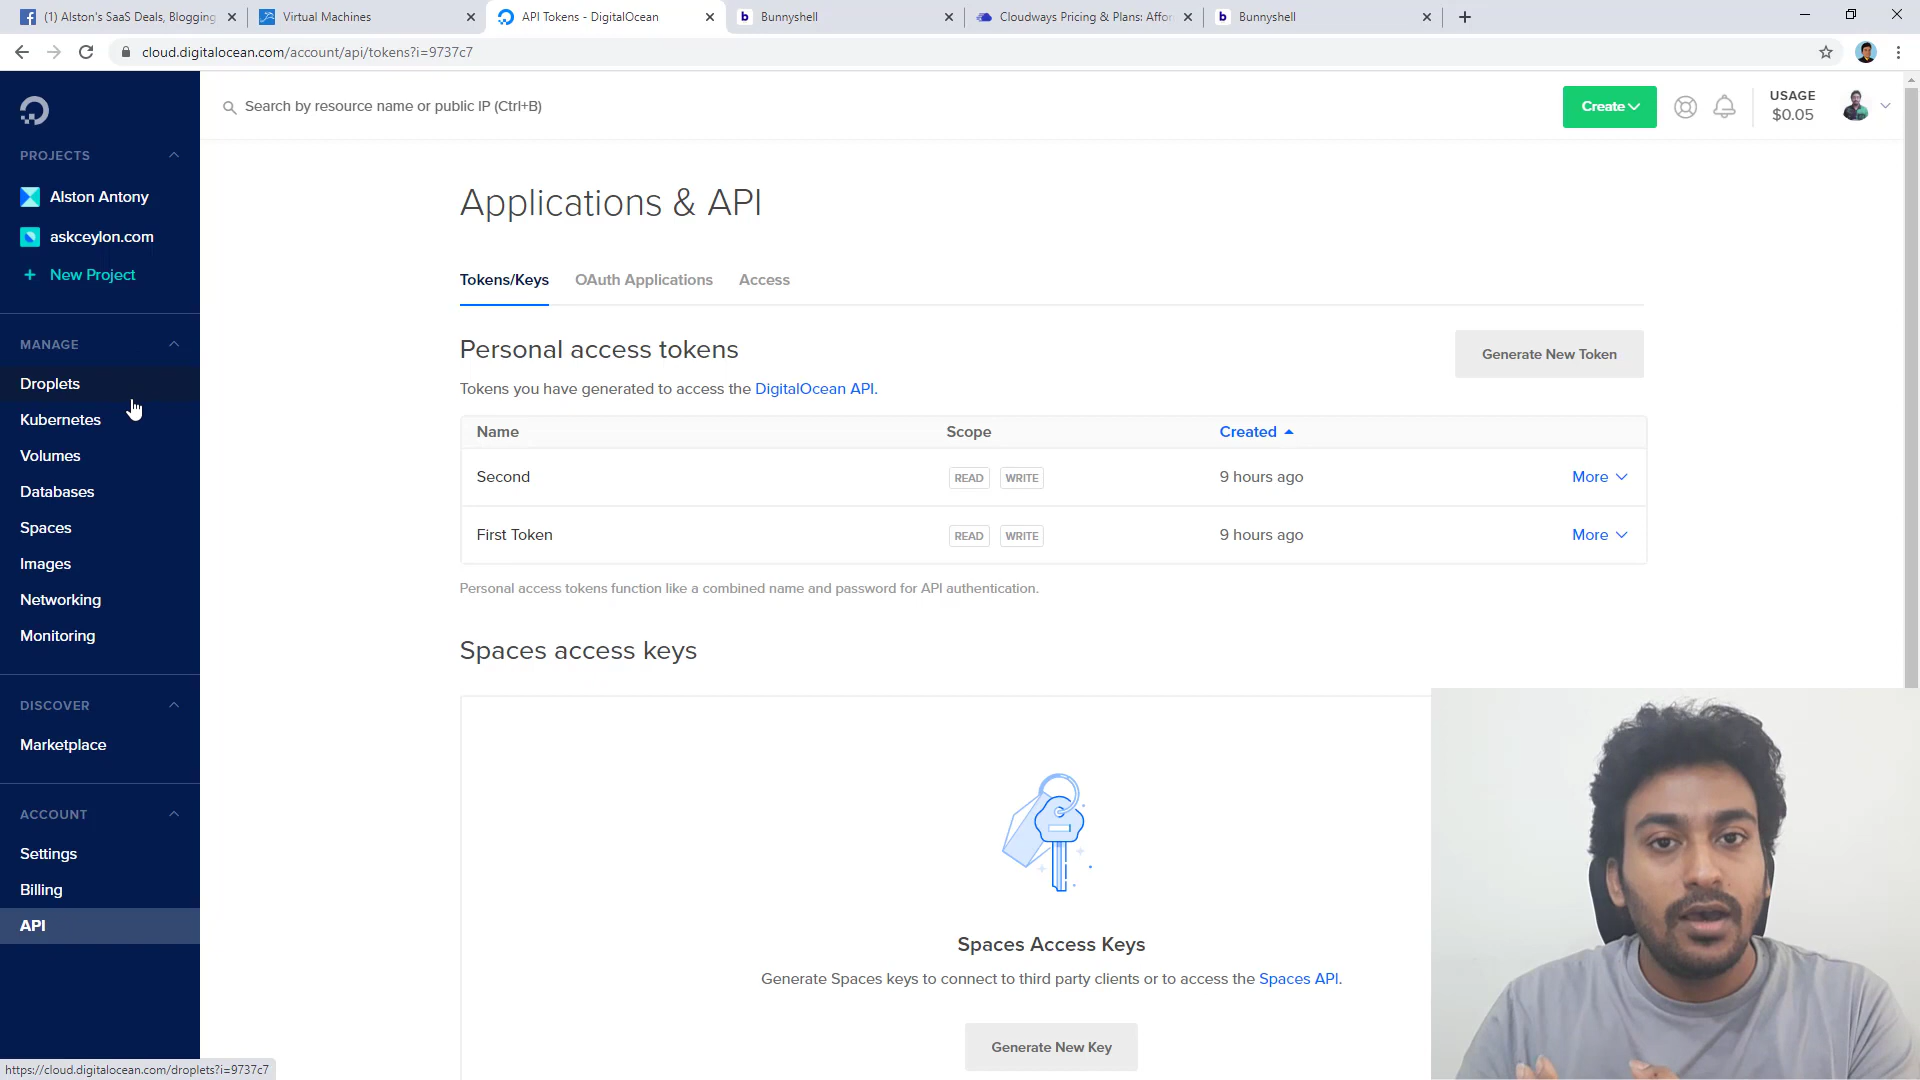 (1) Alston's SaaS Deals, Blogging
Virtual Machines
API Tokens - DigitalOcean
Bunnyshell
Cloudways Pricing & Plans: Affor
Bunnyshell
cloud.digitalocean.com/account/api/tokens?i=9737c7
Search by resource name or public IP (Ctrl+B)
Create
USAGE
$0.05
PROJECTS
Alston Antony
askceylon.com
+ New Project
MANAGE
Droplets
Kubernetes
Volumes
Databases
Spaces
Images
Networking
Monitoring
DISCOVER
Marketplace
ACCOUNT
Settings
Billing
API
Applications & API
Tokens/Keys OAuth Applications Access
Personal access tokens
Generate New Token
Tokens you have generated to access the DigitalOcean API.
Name Scope Created
Second READ WRITE 9 hours ago More
First Token READ WRITE 9 hours ago More
Personal access tokens function like a combined name and password for API authentication.
Spaces access keys
Spaces Access Keys
Generate Spaces keys to connect to third party clients or to access the Spaces API.
Generate New Key
https://cloud.digitalocean.com/droplets?i=9737c7